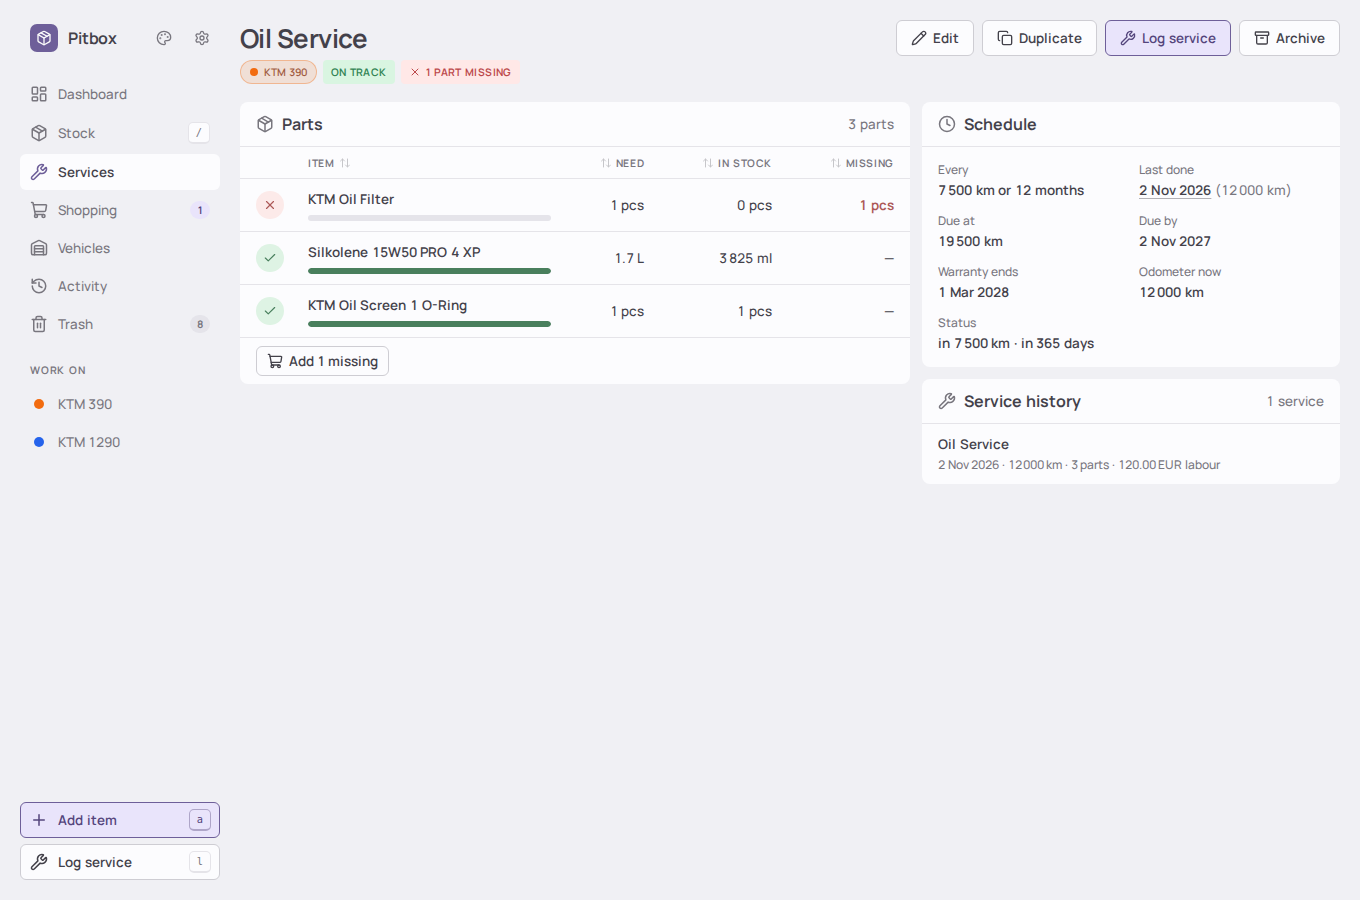 Pitbox
Dashboard
Stock /
Services
Shopping 1
Vehicles
Activity
Trash 8
WORK ON
KTM 390
KTM 1290
Add item a
Log service l
Oil Service
KTM 390 ON TRACK 1 PART MISSING
Edit Duplicate Log service Archive
Parts 3 parts
ITEM NEED IN STOCK MISSING
KTM Oil Filter 1 pcs 0 pcs 1 pcs
Silkolene 15W50 PRO 4 XP 1.7 L 3 825 ml –
KTM Oil Screen 1 O-Ring 1 pcs 1 pcs –
Add 1 missing
Schedule
Every Last done
7 500 km or 12 months 2 Nov 2026 (12 000 km)
Due at Due by
19 500 km 2 Nov 2027
Warranty ends Odometer now
1 Mar 2028 12 000 km
Status
in 7 500 km · in 365 days
Service history 1 service
Oil Service
2 Nov 2026 · 12 000 km · 3 parts · 120.00 EUR labour